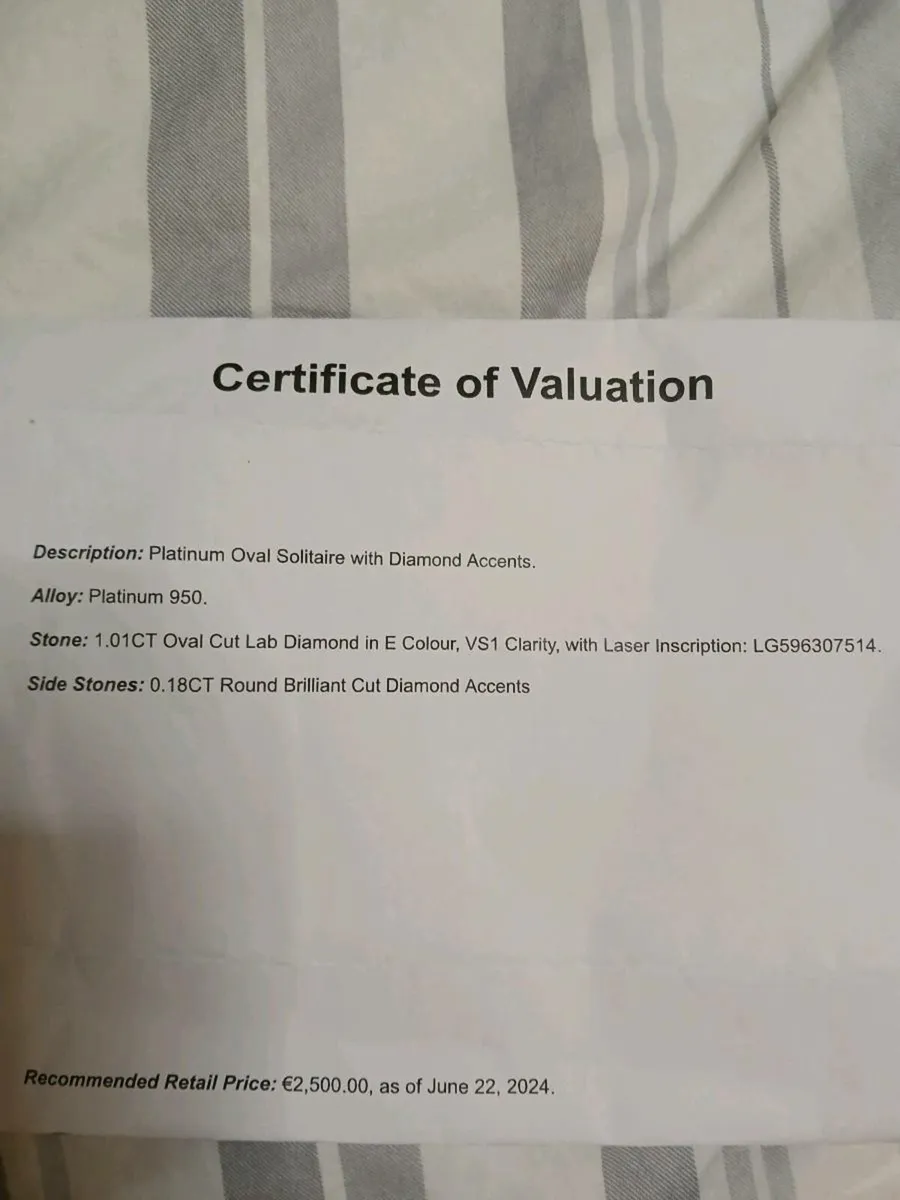 Certificate of Valuation
Description: Platinum Oval Solitaire with Diamond Accents.
Alloy: Platinum 950.
Stone: 1.01CT Oval Cut Lab Diamond in E Colour, VS1 Clarity, with Laser Inscription: LG596307514.
Side Stones: 0.18CT Round Brilliant Cut Diamond Accents
Recommended Retail Price: €2,500.00, as of June 22, 2024.